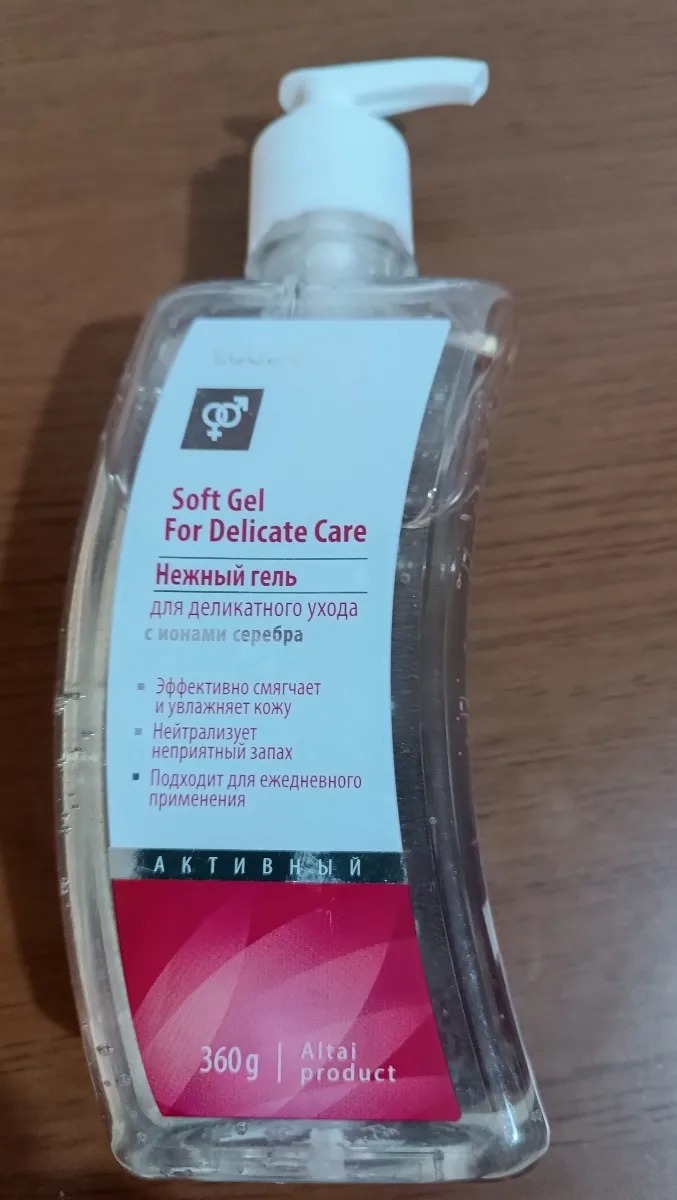 Soft Gel
For Delicate Care
Нежный гель
для деликатного ухода
с ионами серебра
Эффективно смягчает
и увлажняет кожу
Нейтрализует
неприятный запах
Подходит для ежедневного
применения
АКТИВНЫЙ
360g | Altai
product